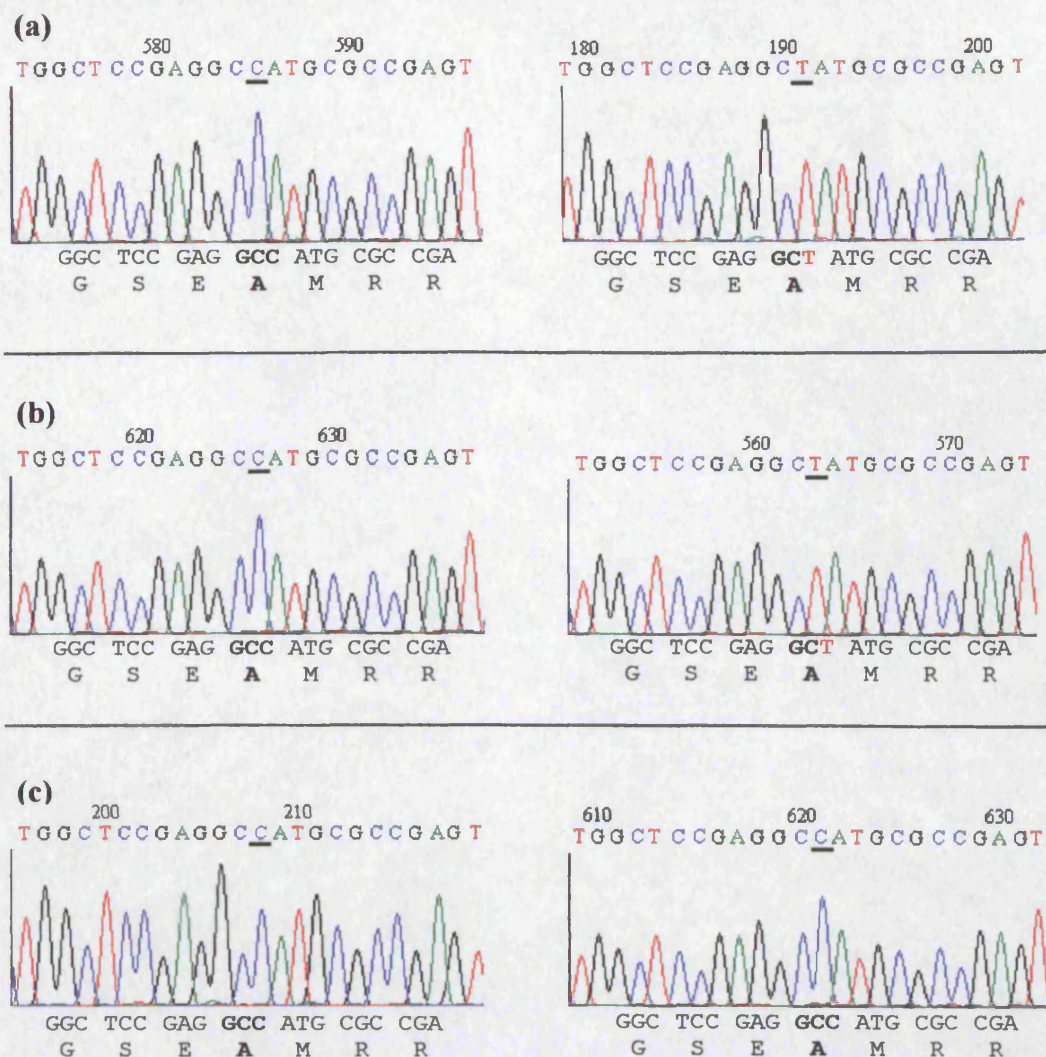 (a)
580 590
TGGCTCCGAGGCCATGCGCCGAGT
GGC TCC GAG GCC ATG CGC CGA
G S E A M R R
180 190 200
TGGCTCCGAGGCTATGCGCCGAGT
GGC TCC GAG GCT ATG CGC CGA
G S E A M R R
(b)
620 630
TGGCTCCGAGGCCATGCGCCGAGT
GGC TCC GAG GCC ATG CGC CGA
G S E A M R R
560 570
TGGCTCCGAGGCTATGCGCCGAGT
GGC TCC GAG GCT ATG CGC CGA
G S E A M R R
(c)
200 210
TGGCTCCGAGGCCATGCGCCGAGT
GGC TCC GAG GCC ATG CGC CGA
G S E A M R R
610 620 630
TGGCTCCGAGGCCATGCGCCGAGT
GGC TCC GAG GCC ATG CGC CGA
G S E A M R R